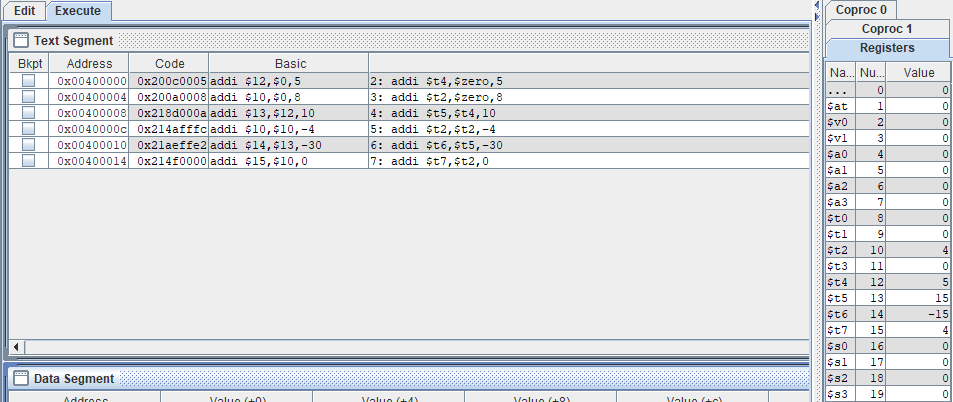 Edit Execute
Text Segment
Bkpt Address Code Basic
0x00400000 0x200c0005 addi $12,$0,5 2: addi $t4,$zero,5
0x00400004 0x200a0008 addi $10,$0,8 3: addi $t2,$zero,8
0x00400008 0x218d000a addi $13,$12,10 4: addi $t5,$t4,10
0x0040000c 0x214afffc addi $10,$10,-4 5: addi $t2,$t2,-4
0x00400010 0x21aeffe2 addi $14,$13,-30 6: addi $t6,$t5,-30
0x00400014 0x214f0000 addi $15,$10,0 7: addi $t7,$t2,0
Data Segment
Address Value (+0) Value (+4) Value (+8) Value (+c)
Coproc 0
Coproc 1
Registers
Na... Nu... Value
... 0 0
$at 1 0
$v0 2 0
$v1 3 0
$a0 4 0
$a1 5 0
$a2 6 0
$a3 7 0
$t0 8 0
$t1 9 0
$t2 10 4
$t3 11 0
$t4 12 5
$t5 13 15
$t6 14 -15
$t7 15 4
$s0 16 0
$s1 17 0
$s2 18 0
$s3 19 0